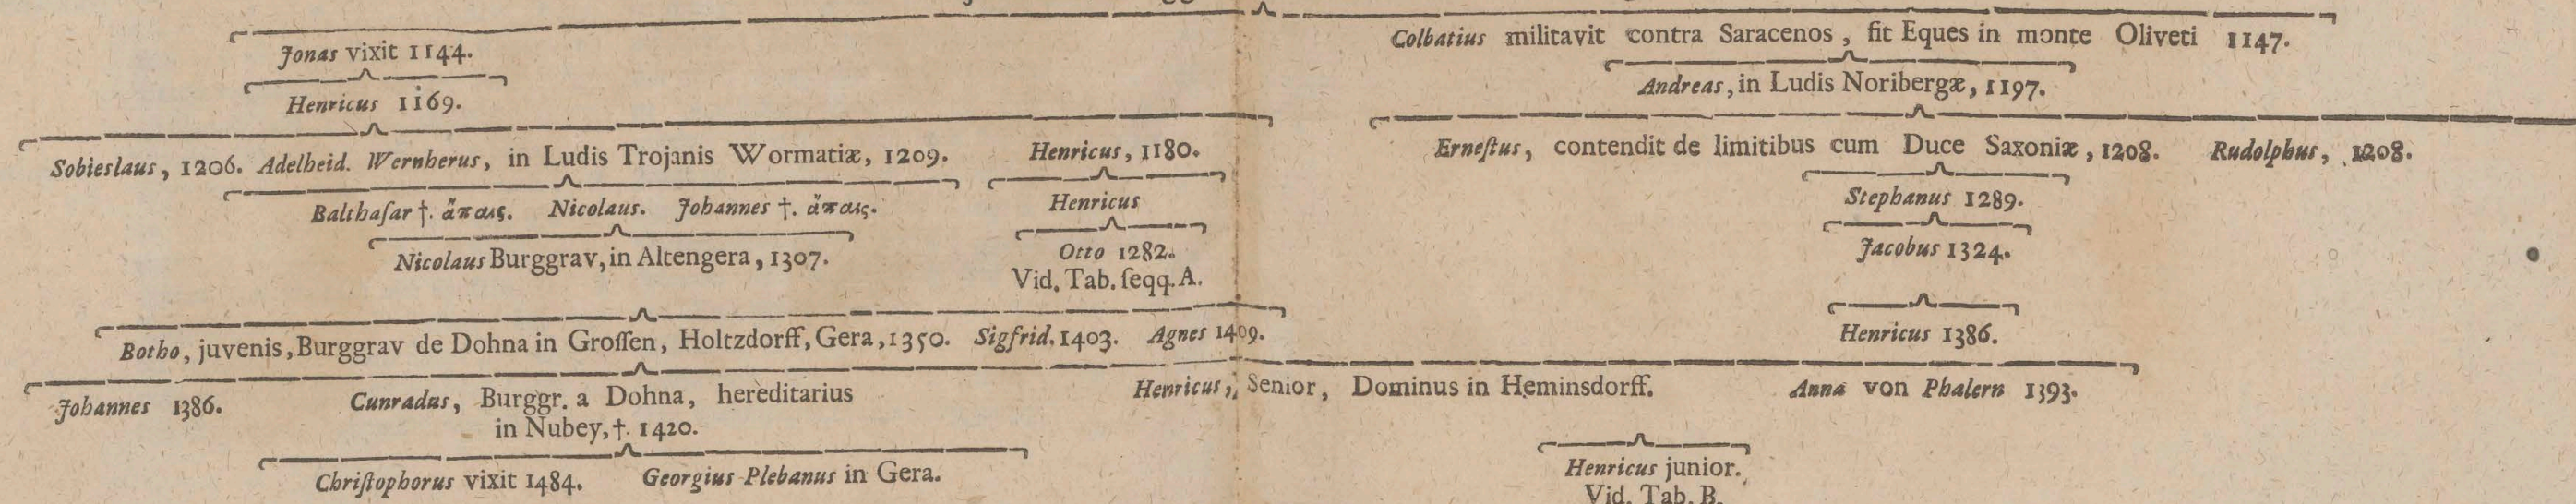 Jonas vixit 1144.
Colbatius militavit contra Saracenos, fit Eques in monte Oliveti 1147.
Henricus 1169.
Andreas, in Ludis Noribergæ, 1197.
Sobieslaus, 1206. Adelheid. Wernherus, in Ludis Trojanis Wormatiæ, 1209. Henricus, 1180.
Erneſtus, contendit de limitibus cum Duce Saxoniæ, 1208. Rudolphus, 1208.
Balthaſar †. ἄπαις. Nicolaus. Johannes †. ἄπαις.
Henricus
Stephanus 1289.
Nicolaus Burggrav, in Altengera, 1307.
Otto 1282.
Vid. Tab. ſeqq. A.
Jacobus 1324.
Botho, juvenis, Burggrav de Dohna in Groſſen, Holtzdorff, Gera, 1350. Sigfrid. 1403. Agnes 1409.
Henricus 1386.
Johannes 1386.
Cunradus, Burggr. a Dohna, hereditarius
in Nubey, †. 1420.
Henricus, Senior, Dominus in Heminsdorff.
Anna von Phalern 1393.
Chriſtophorus vixit 1484. Georgius Plebanus in Gera.
Henricus junior.
Vid. Tab. B.